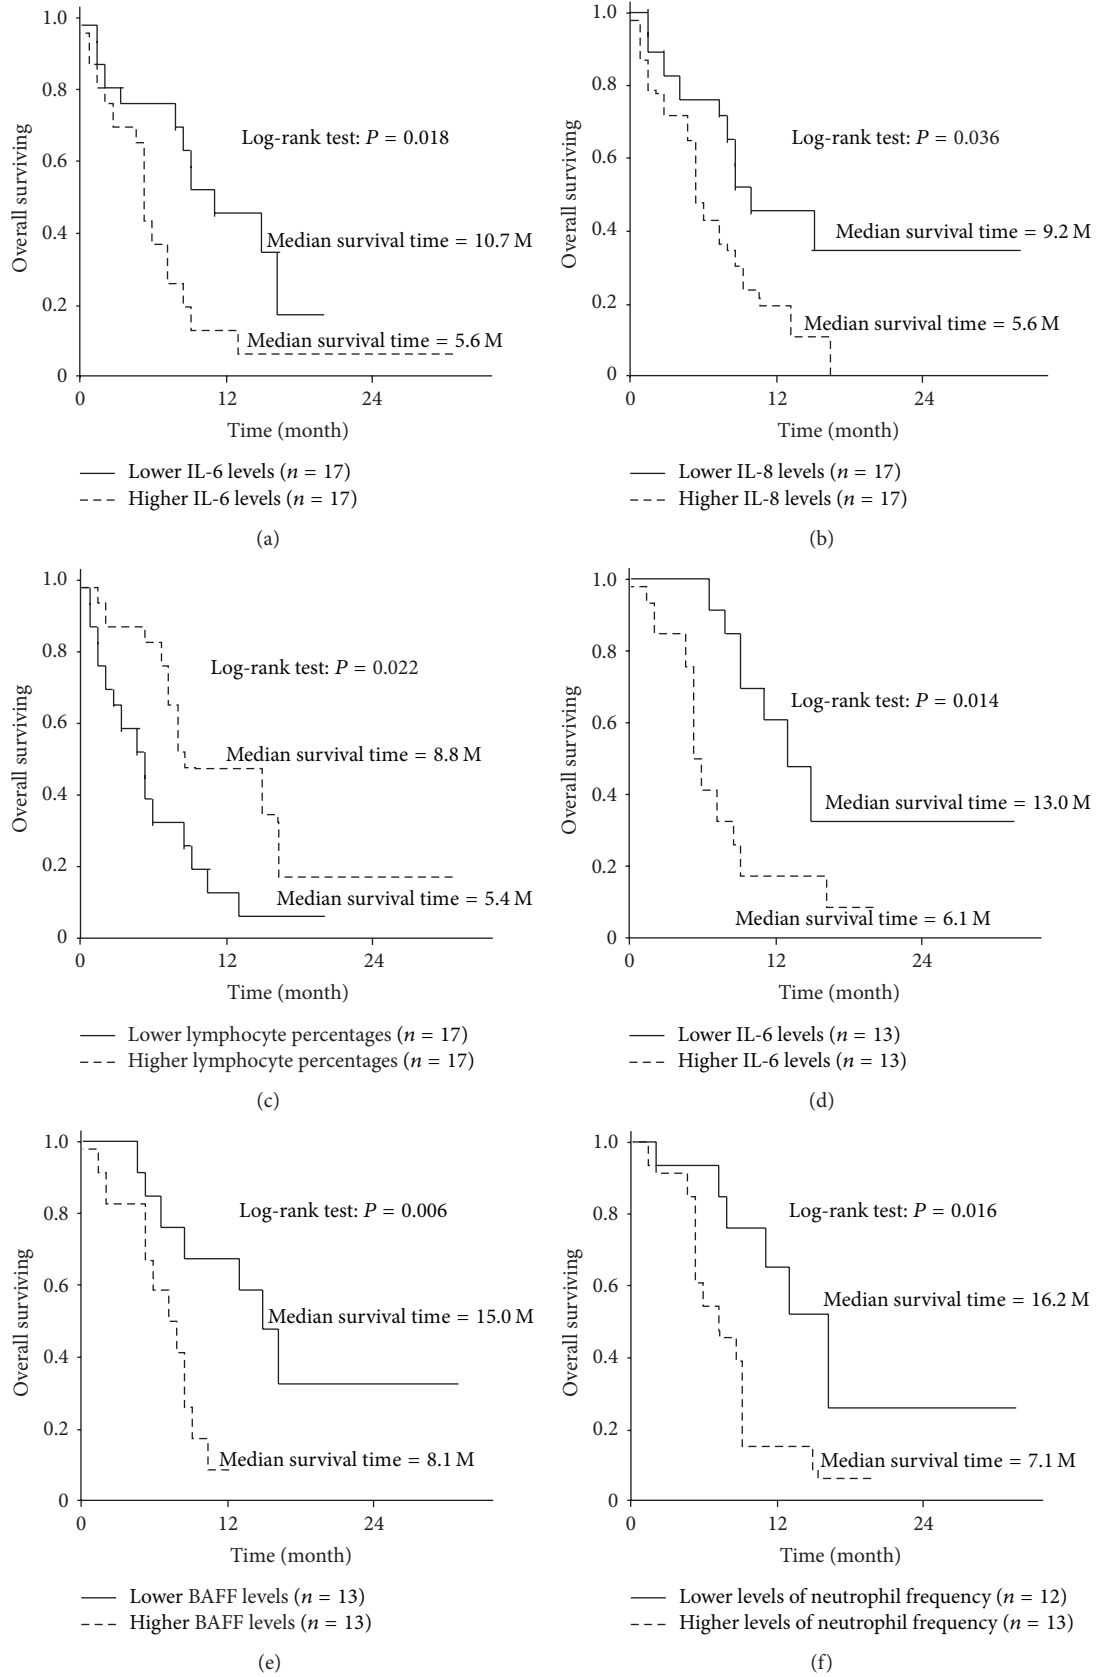 1.0
0.8
0.6
0.4
0.2
0
Overall surviving
Log-rank test: P = 0.018
Median survival time = 10.7 M
Median survival time = 5.6 M
0 12 24
Time (month)
Lower IL-6 levels (n = 17)
Higher IL-6 levels (n = 17)
(a)
1.0
0.8
0.6
0.4
0.2
0
Overall surviving
Log-rank test: P = 0.036
Median survival time = 9.2 M
Median survival time = 5.6 M
0 12 24
Time (month)
Lower IL-8 levels (n = 17)
Higher IL-8 levels (n = 17)
(b)
1.0
0.8
0.6
0.4
0.2
0
Overall surviving
Log-rank test: P = 0.022
Median survival time = 8.8 M
Median survival time = 5.4 M
0 12 24
Time (month)
Lower lymphocyte percentages (n = 17)
Higher lymphocyte percentages (n = 17)
(c)
1.0
0.8
0.6
0.4
0.2
0
Overall surviving
Log-rank test: P = 0.014
Median survival time = 13.0 M
Median survival time = 6.1 M
0 12 24
Time (month)
Lower IL-6 levels (n = 13)
Higher IL-6 levels (n = 13)
(d)
1.0
0.8
0.6
0.4
0.2
0
Overall surviving
Log-rank test: P = 0.006
Median survival time = 15.0 M
Median survival time = 8.1 M
0 12 24
Time (month)
Lower BAFF levels (n = 13)
Higher BAFF levels (n = 13)
(e)
1.0
0.8
0.6
0.4
0.2
0
Overall surviving
Log-rank test: P = 0.016
Median survival time = 16.2 M
Median survival time = 7.1 M
0 12 24
Time (month)
Lower levels of neutrophil frequency (n = 12)
Higher levels of neutrophil frequency (n = 13)
(f)